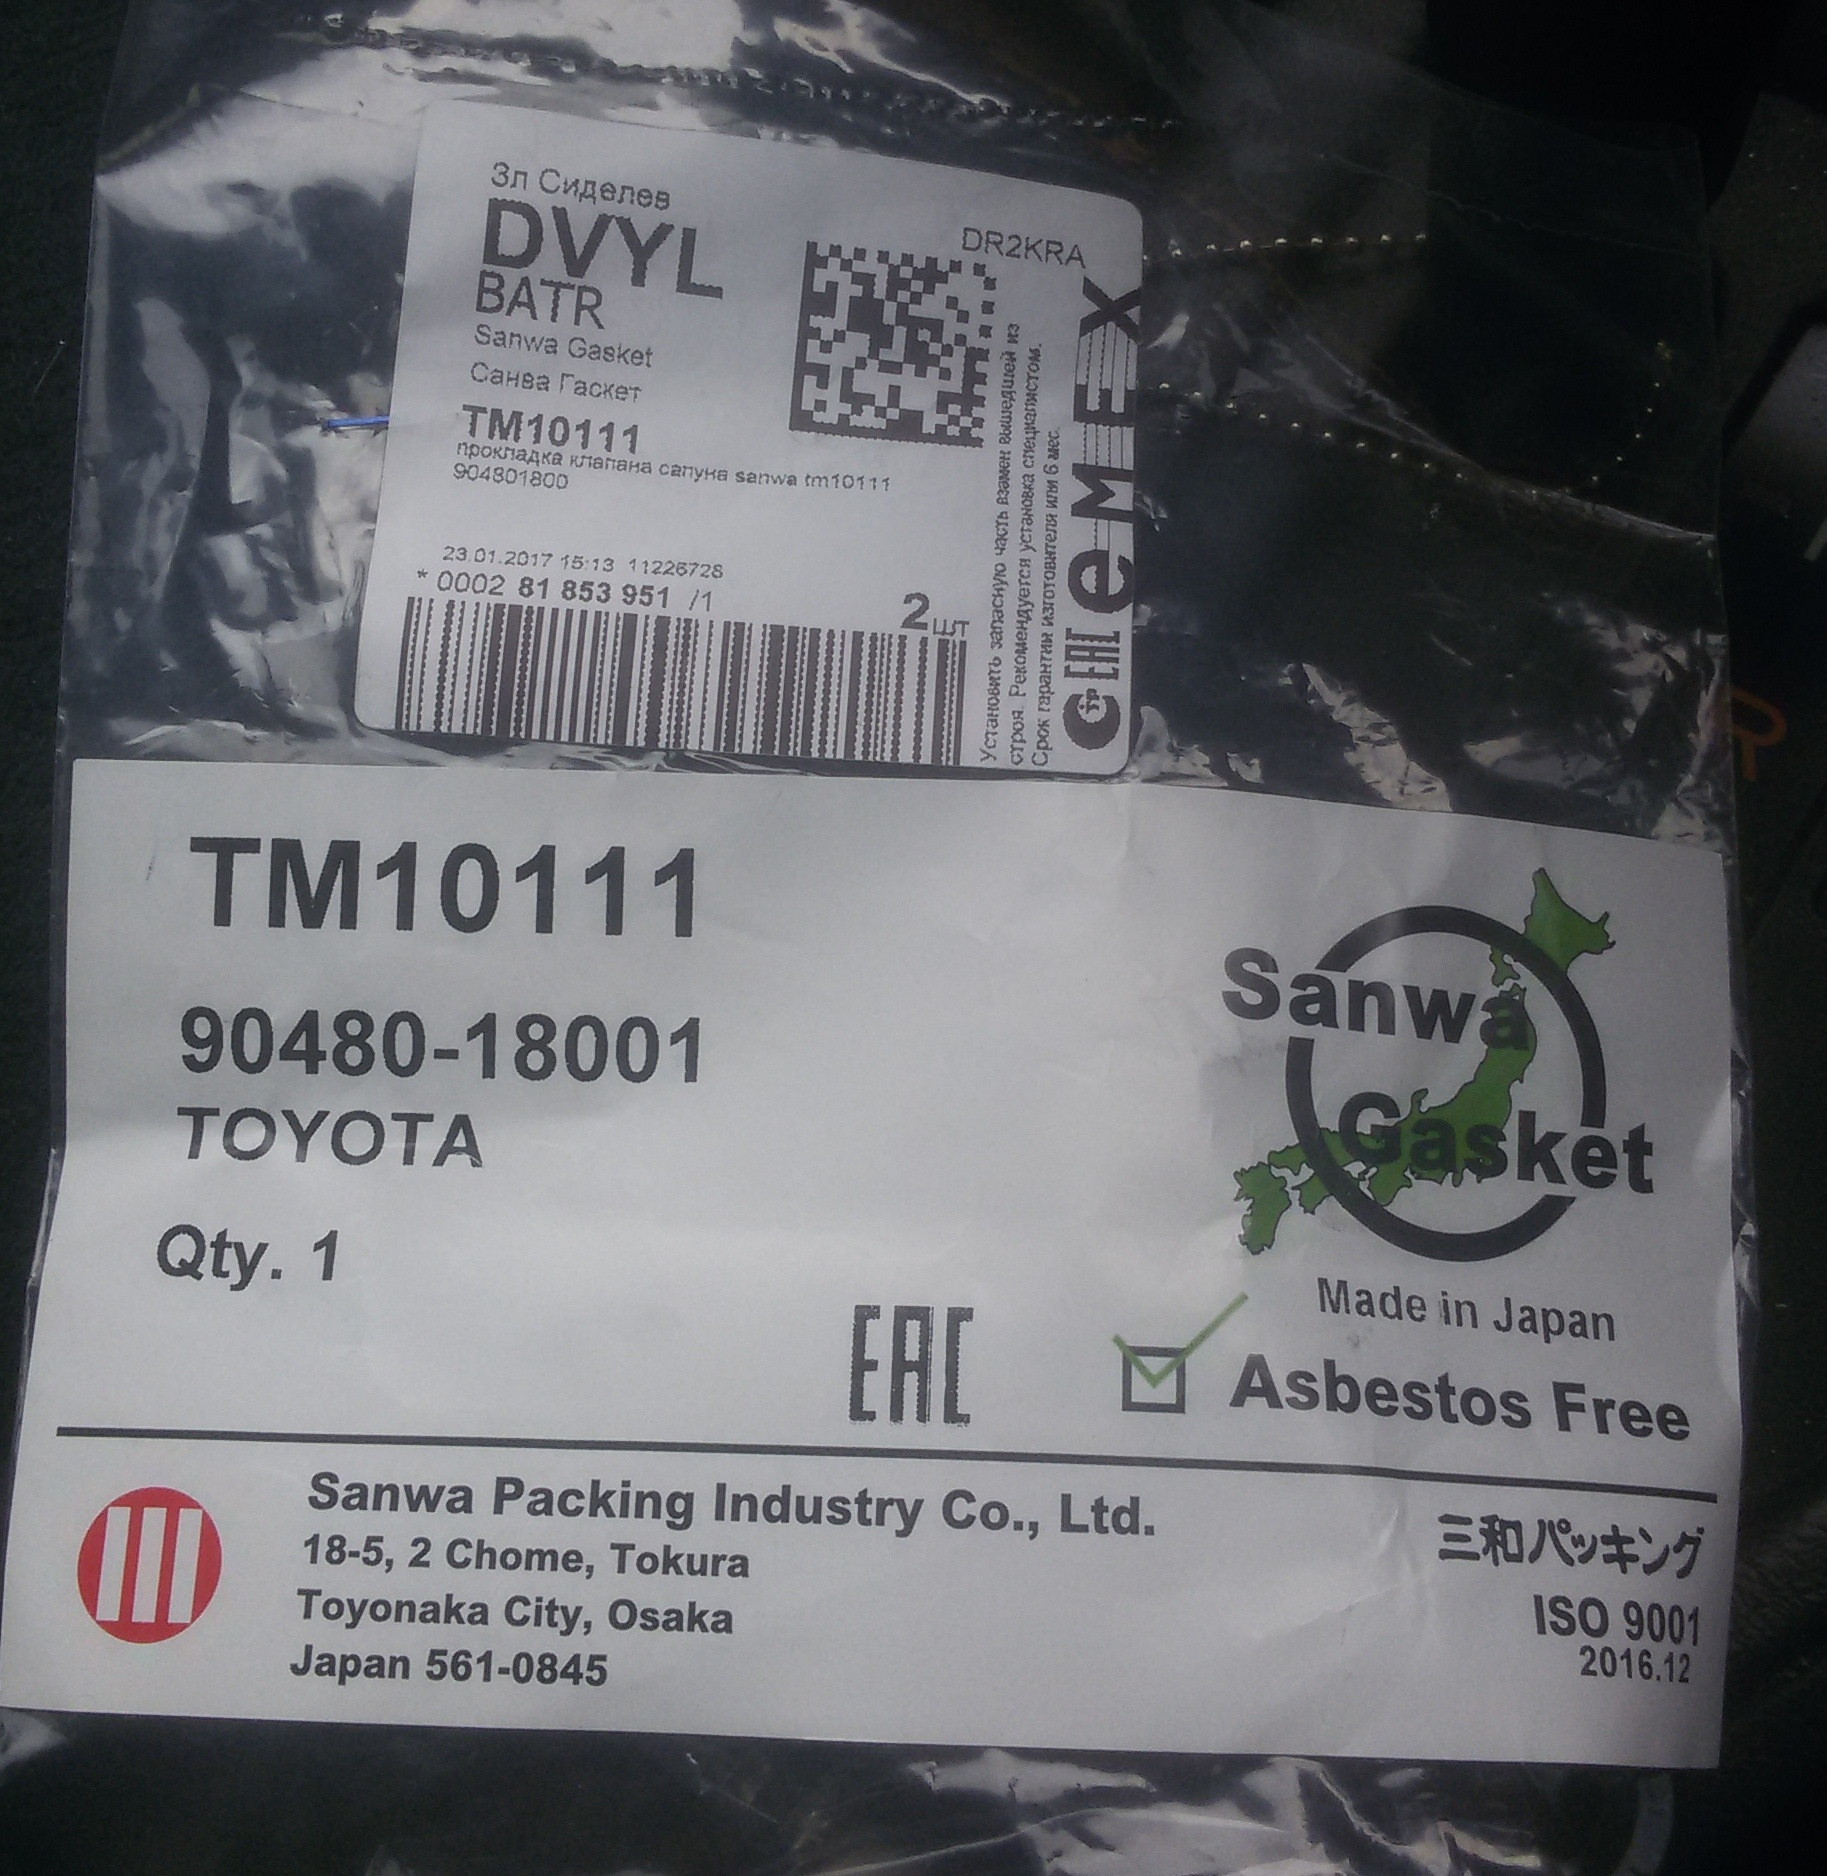 Зл Сиделев
DVYL
DR2KRA
BATR
Sanwa Gasket
Санва Гаскет
TM10111
прокладка клапана сапуна sanwa tm10111
904801800
23.01.2017 15:13 11226728
* 0002 81 853 951 /1
2 шт
Установить запасную часть взамен вышедшей из
строя. Рекомендуется установка специалистом.
Срок гарантии изготовителя или 6 мес.
eMEX
ЕАС
TM10111
90480-18001
TOYOTA
Qty. 1
Sanwa
Gasket
Made in Japan
EAC
Asbestos Free
Sanwa Packing Industry Co., Ltd.
18-5, 2 Chome, Tokura
Toyonaka City, Osaka
Japan 561-0845
三和パッキング
ISO 9001
2016.12